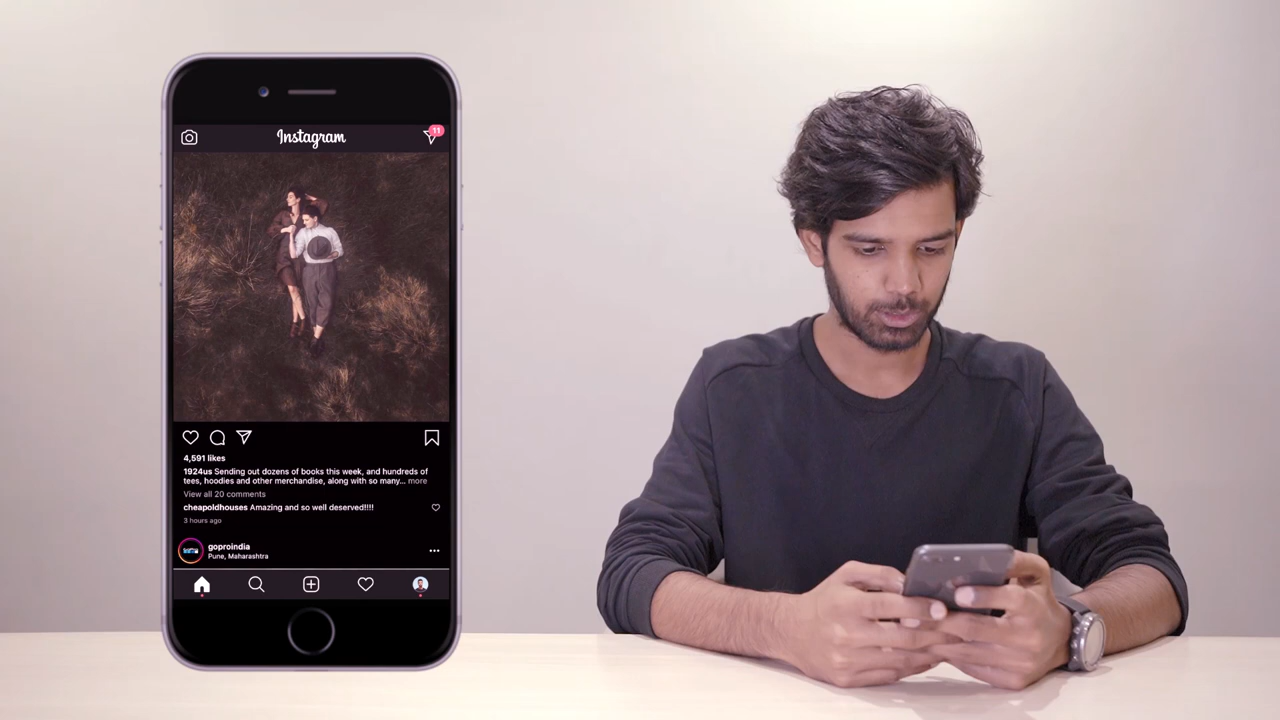 Instagram
11
4,591 likes
1924us Sending out dozens of books this week, and hundreds of
tees, hoodies and other merchandise, along with so many... more
View all 20 comments
cheapoldhouses Amazing and so well deserved!!!!
3 hours ago
goproindia
Pune, Maharashtra